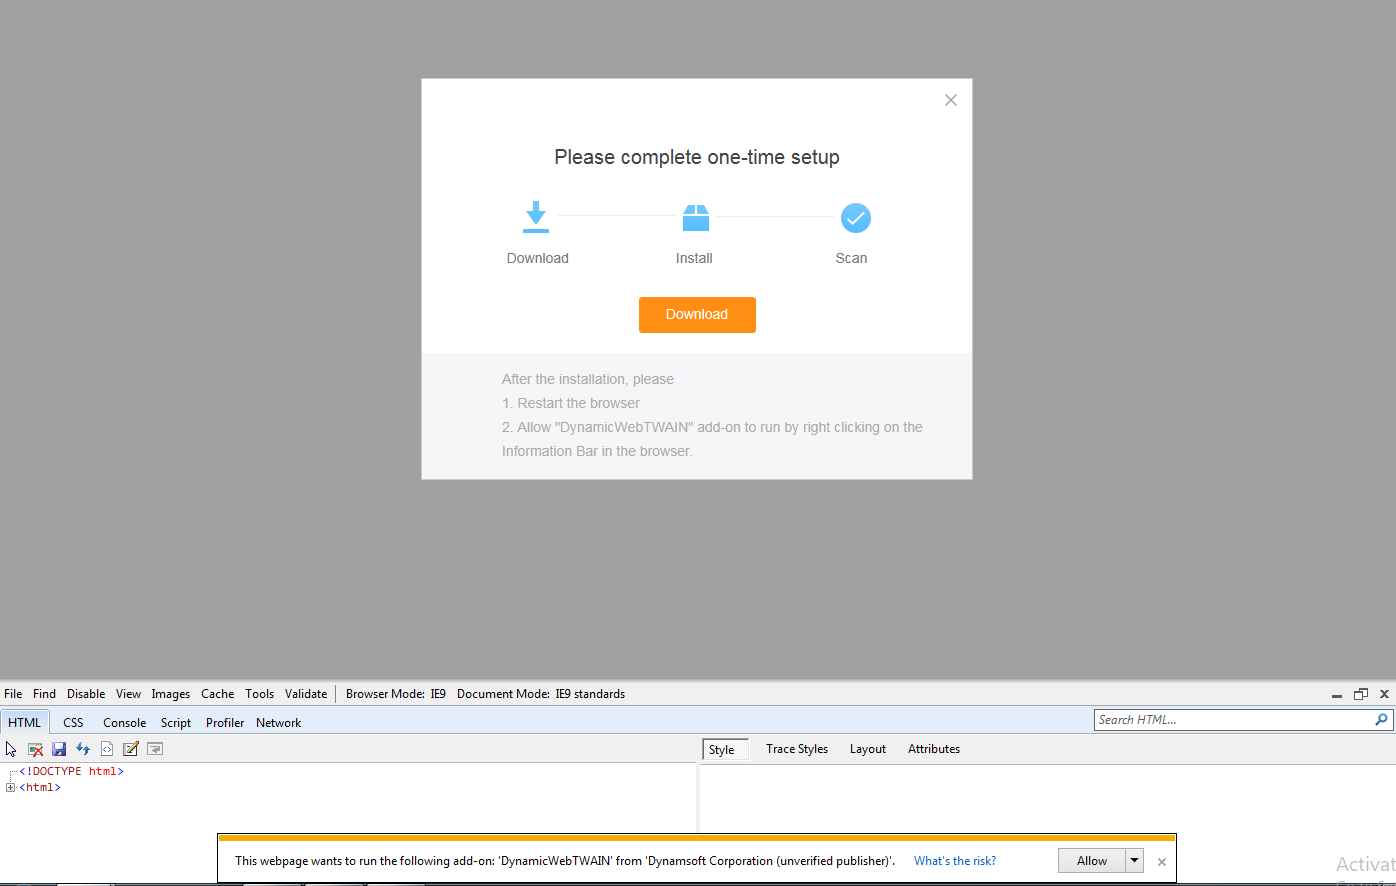 Please complete one-time setup
Download Install Scan
Download
After the installation, please
1. Restart the browser
2. Allow "DynamicWebTWAIN" add-on to run by right clicking on the
Information Bar in the browser.
File Find Disable View Images Cache Tools Validate Browser Mode: IE9 Document Mode: IE9 standards
HTML CSS Console Script Profiler Network Search HTML...
Style Trace Styles Layout Attributes
<!DOCTYPE html>
<html>
This webpage wants to run the following add-on: 'DynamicWebTWAIN' from 'Dynamsoft Corporation (unverified publisher)'. What's the risk? Allow
Activat